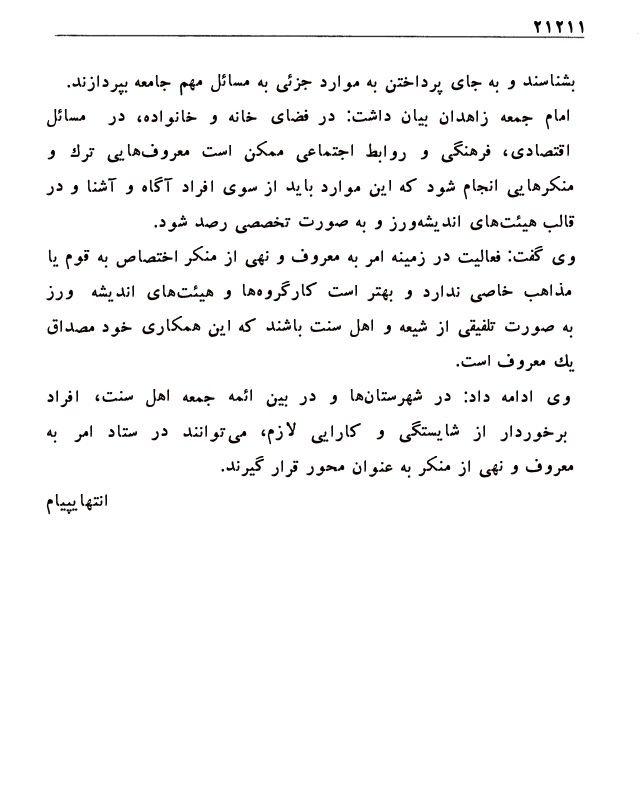 ۲۱۲۱۱
بشناسند و به جای پرداختن به موارد جزئی به مسائل مهم جامعه بپردازند.
امام جمعه زاهدان بیان داشت: در فضای خانه و خانواده، در مسائل
اقتصادی، فرهنگی و روابط اجتماعی ممکن است معروف‌هایی ترك و
منکرهایی انجام شود که این موارد باید از سوی افراد آگاه و آشنا و در
قالب هیئت‌های اندیشه‌ورز و به صورت تخصصی رصد شود.
وی گفت: فعالیت در زمینه امر به معروف و نهی از منکر اختصاص به قوم یا
مذاهب خاصی ندارد و بهتر است کارگروه‌ها و هیئت‌های اندیشه ورز
به صورت تلفیقی از شیعه و اهل سنت باشند که این همکاری خود مصداق
یك معروف است.
وی ادامه داد: در شهرستان‌ها و در بین ائمه جمعه اهل سنت، افراد
برخوردار از شایستگی و کارایی لازم، می‌توانند در ستاد امر به
معروف و نهی از منکر به عنوان محور قرار گیرند.
انتهایپیام